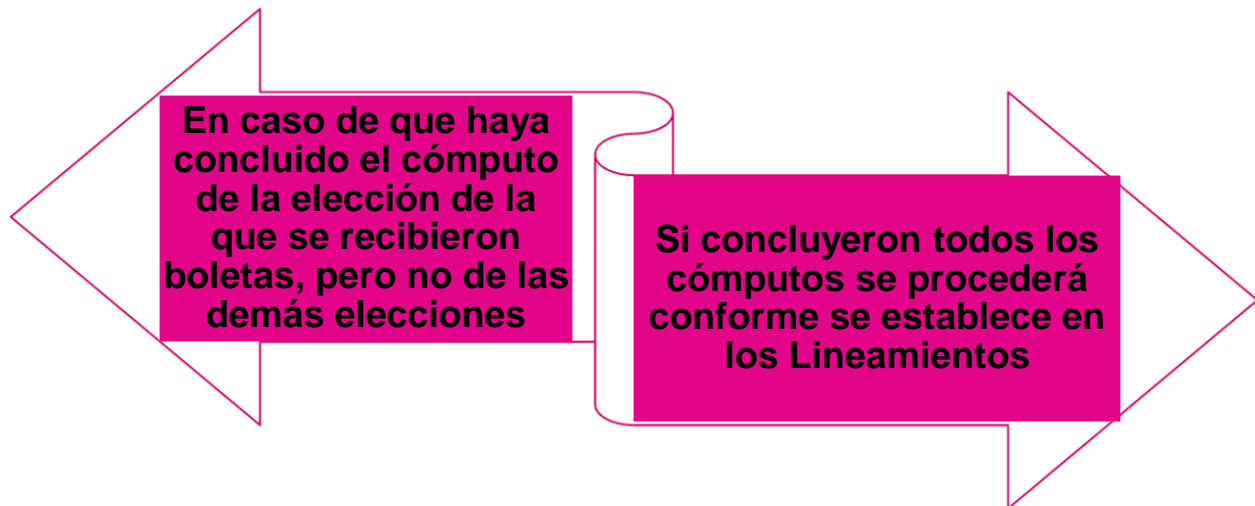 En caso de que haya
concluido el cómputo
de la elección de la
que se recibieron
boletas, pero no de las
demás elecciones
Si concluyeron todos los
cómputos se procederá
conforme se establece en
los Lineamientos